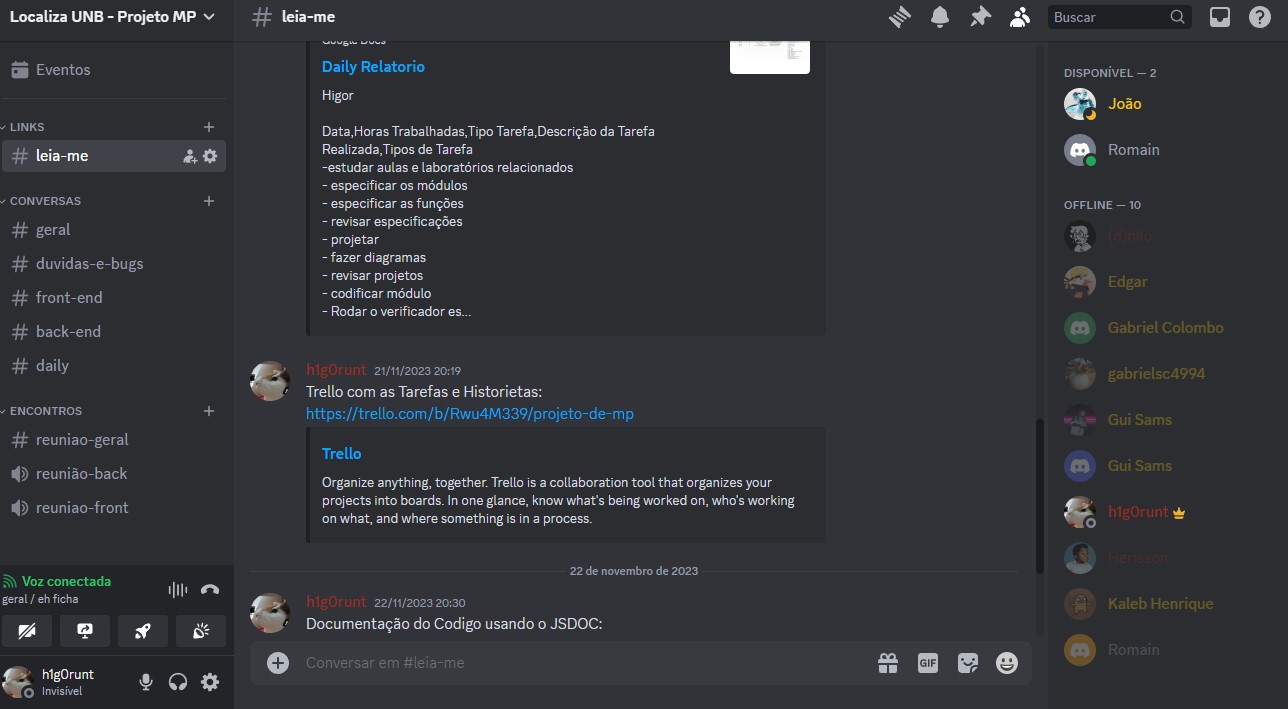 Localiza UNB - Projeto MP
Eventos
LINKS
leia-me
CONVERSAS
geral
duvidas-e-bugs
front-end
back-end
daily
ENCONTROS
reuniao-geral
reunião-back
reuniao-front
Voz conectada
geral / eh ficha
h1g0runt
Invisível
leia-me
Buscar
Google Docs
Daily Relatorio
Higor
Data,Horas Trabalhadas,Tipo Tarefa,Descrição da Tarefa
Realizada,Tipos de Tarefa
-estudar aulas e laboratórios relacionados
- especificar os módulos
- especificar as funções
- revisar especificações
- projetar
- fazer diagramas
- revisar projetos
- codificar módulo
- Rodar o verificador es...
h1g0runt 21/11/2023 20:19
Trello com as Tarefas e Historietas:
https://trello.com/b/Rwu4M339/projeto-de-mp
Trello
Organize anything, together. Trello is a collaboration tool that organizes your
projects into boards. In one glance, know what's being worked on, who's working
on what, and where something is in a process.
22 de novembro de 2023
h1g0runt 22/11/2023 20:30
Documentação do Codigo usando o JSDOC:
Conversar em #leia-me
GIF
DISPONÍVEL — 2
João
Romain
OFFLINE — 10
Edgar
Gabriel Colombo
gabrielsc4994
Gui Sams
Gui Sams
h1g0runt
Herisson
Kaleb Henrique
Romain